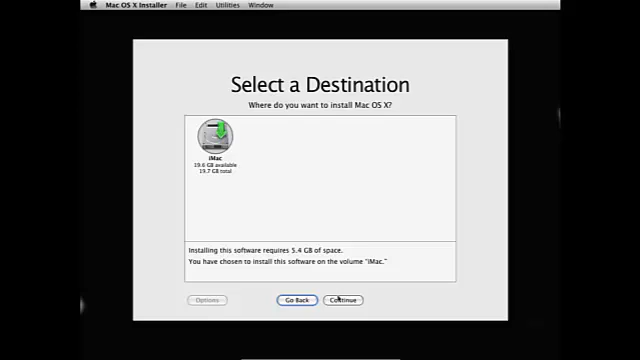 Mac OS X Installer File Edit Utilities Window
Select a Destination
Where do you want to install Mac OS X?
iMac
19.6 GB available
19.7 GB total
Installing this software requires 5.4 GB of space.
You have chosen to install this software on the volume "iMac."
Options Go Back Continue